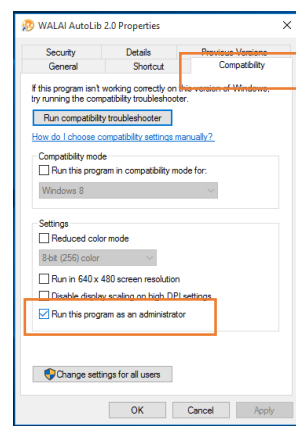 WALAI AutoLib 2.0 Properties
Security Details Previous Versions
General Shortcut Compatibility
If this program isn't working correctly on this version of Windows,
try running the compatibility troubleshooter.
Run compatibility troubleshooter
How do I choose compatibility settings manually?
Compatibility mode
Run this program in compatibility mode for:
Windows 8
Settings
Reduced color mode
8-bit (256) color
Run in 640 x 480 screen resolution
Disable display scaling on high DPI settings
Run this program as an administrator
Change settings for all users
OK Cancel Apply